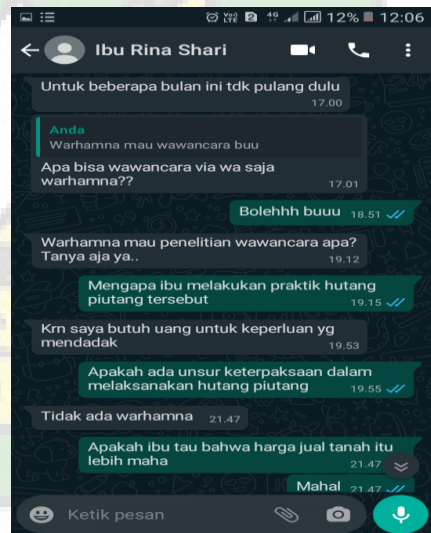 12% 12:06
Ibu Rina Shari
Untuk beberapa bulan ini tdk pulang dulu
17.00
Anda
Warhamna mau wawancara buu
Apa bisa wawancara via wa saja
warhamna??
17.01
Bolehhh buuu 18.51
Warhamna mau penelitian wawancara apa?
Tanya aja ya..
19.12
Mengapa ibu melakukan praktik hutang
piutang tersebut
19.15
Krn saya butuh uang untuk keperluan yg
mendadak
19.53
Apakah ada unsur keterpaksaan dalam
melaksanakan hutang piutang
19.55
Tidak ada warhamna 21.47
Apakah ibu tau bahwa harga jual tanah itu
lebih maha
21.47
Mahal 21.47
Ketik pesan